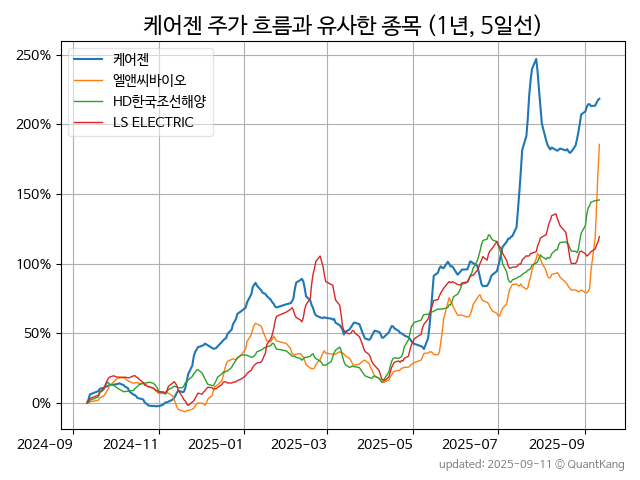 케어젠 주가 흐름과 유사한 종목 (1년, 5일선)
250%
200%
150%
100%
50%
0%
케어젠
엘앤씨바이오
HD한국조선해양
LS ELECTRIC
2024-09
2024-11
2025-01
2025-03
2025-05
2025-07
2025-09
updated: 2025-09-11 © QuantKang